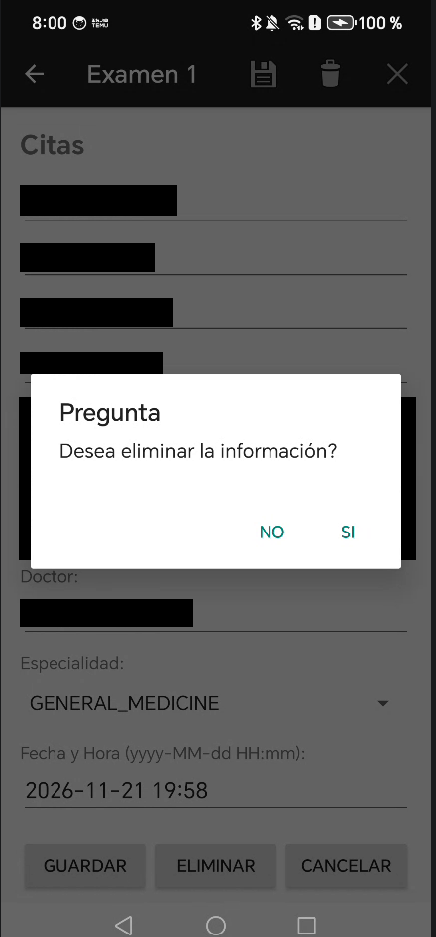 8:00 TEMU 100 %
Examen 1
Citas
Pregunta
Desea eliminar la información?
NO SI
Doctor:
Especialidad:
GENERAL_MEDICINE
Fecha y Hora (yyyy-MM-dd HH:mm):
2026-11-21 19:58
GUARDAR ELIMINAR CANCELAR